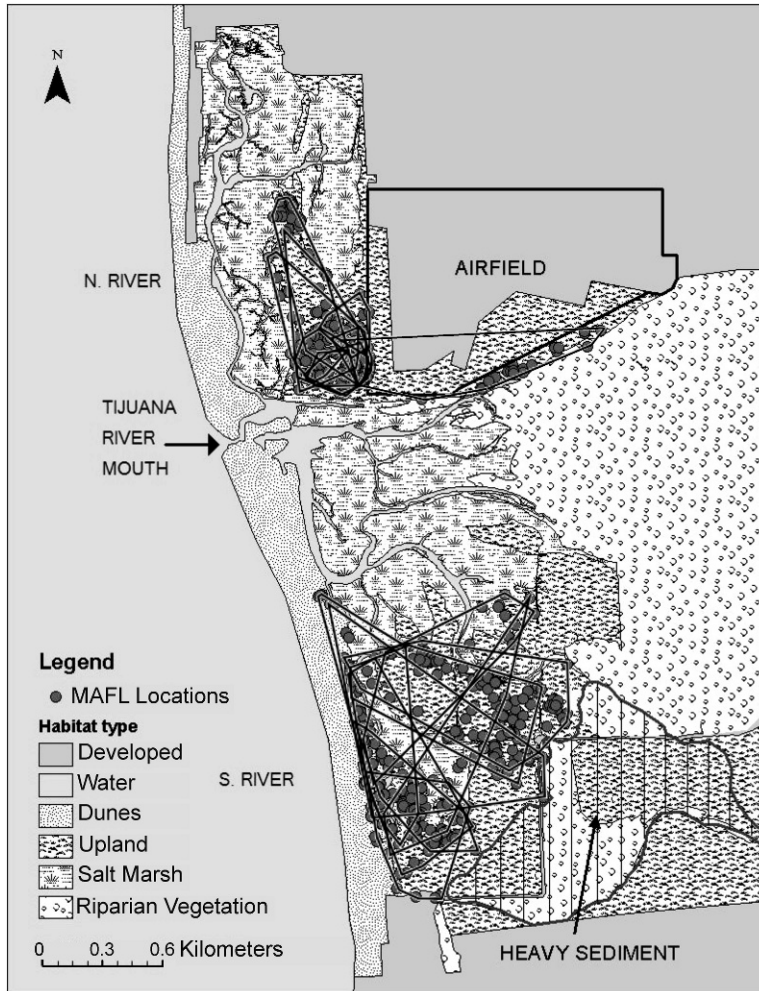 N
AIRFIELD
N. RIVER
TIJUANA
RIVER
MOUTH
Legend
MAFL Locations
Habitat type
Developed
Water
Dunes
Upland
Salt Marsh
Riparian Vegetation
0 0.3 0.6 Kilometers
S. RIVER
HEAVY SEDIMENT